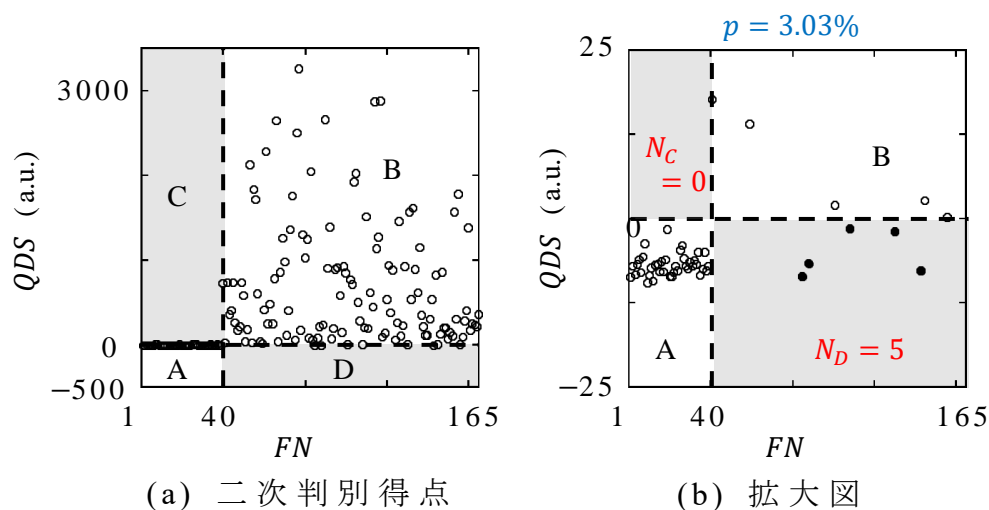 p = 3.03%
3000
0
−500
QDS (a.u.)
C
B
A
D
1
40
165
FN
(a) 二次判別得点
25
0
−25
QDS (a.u.)
N_C
= 0
B
A
N_D = 5
1
40
165
FN
(b) 拡大図